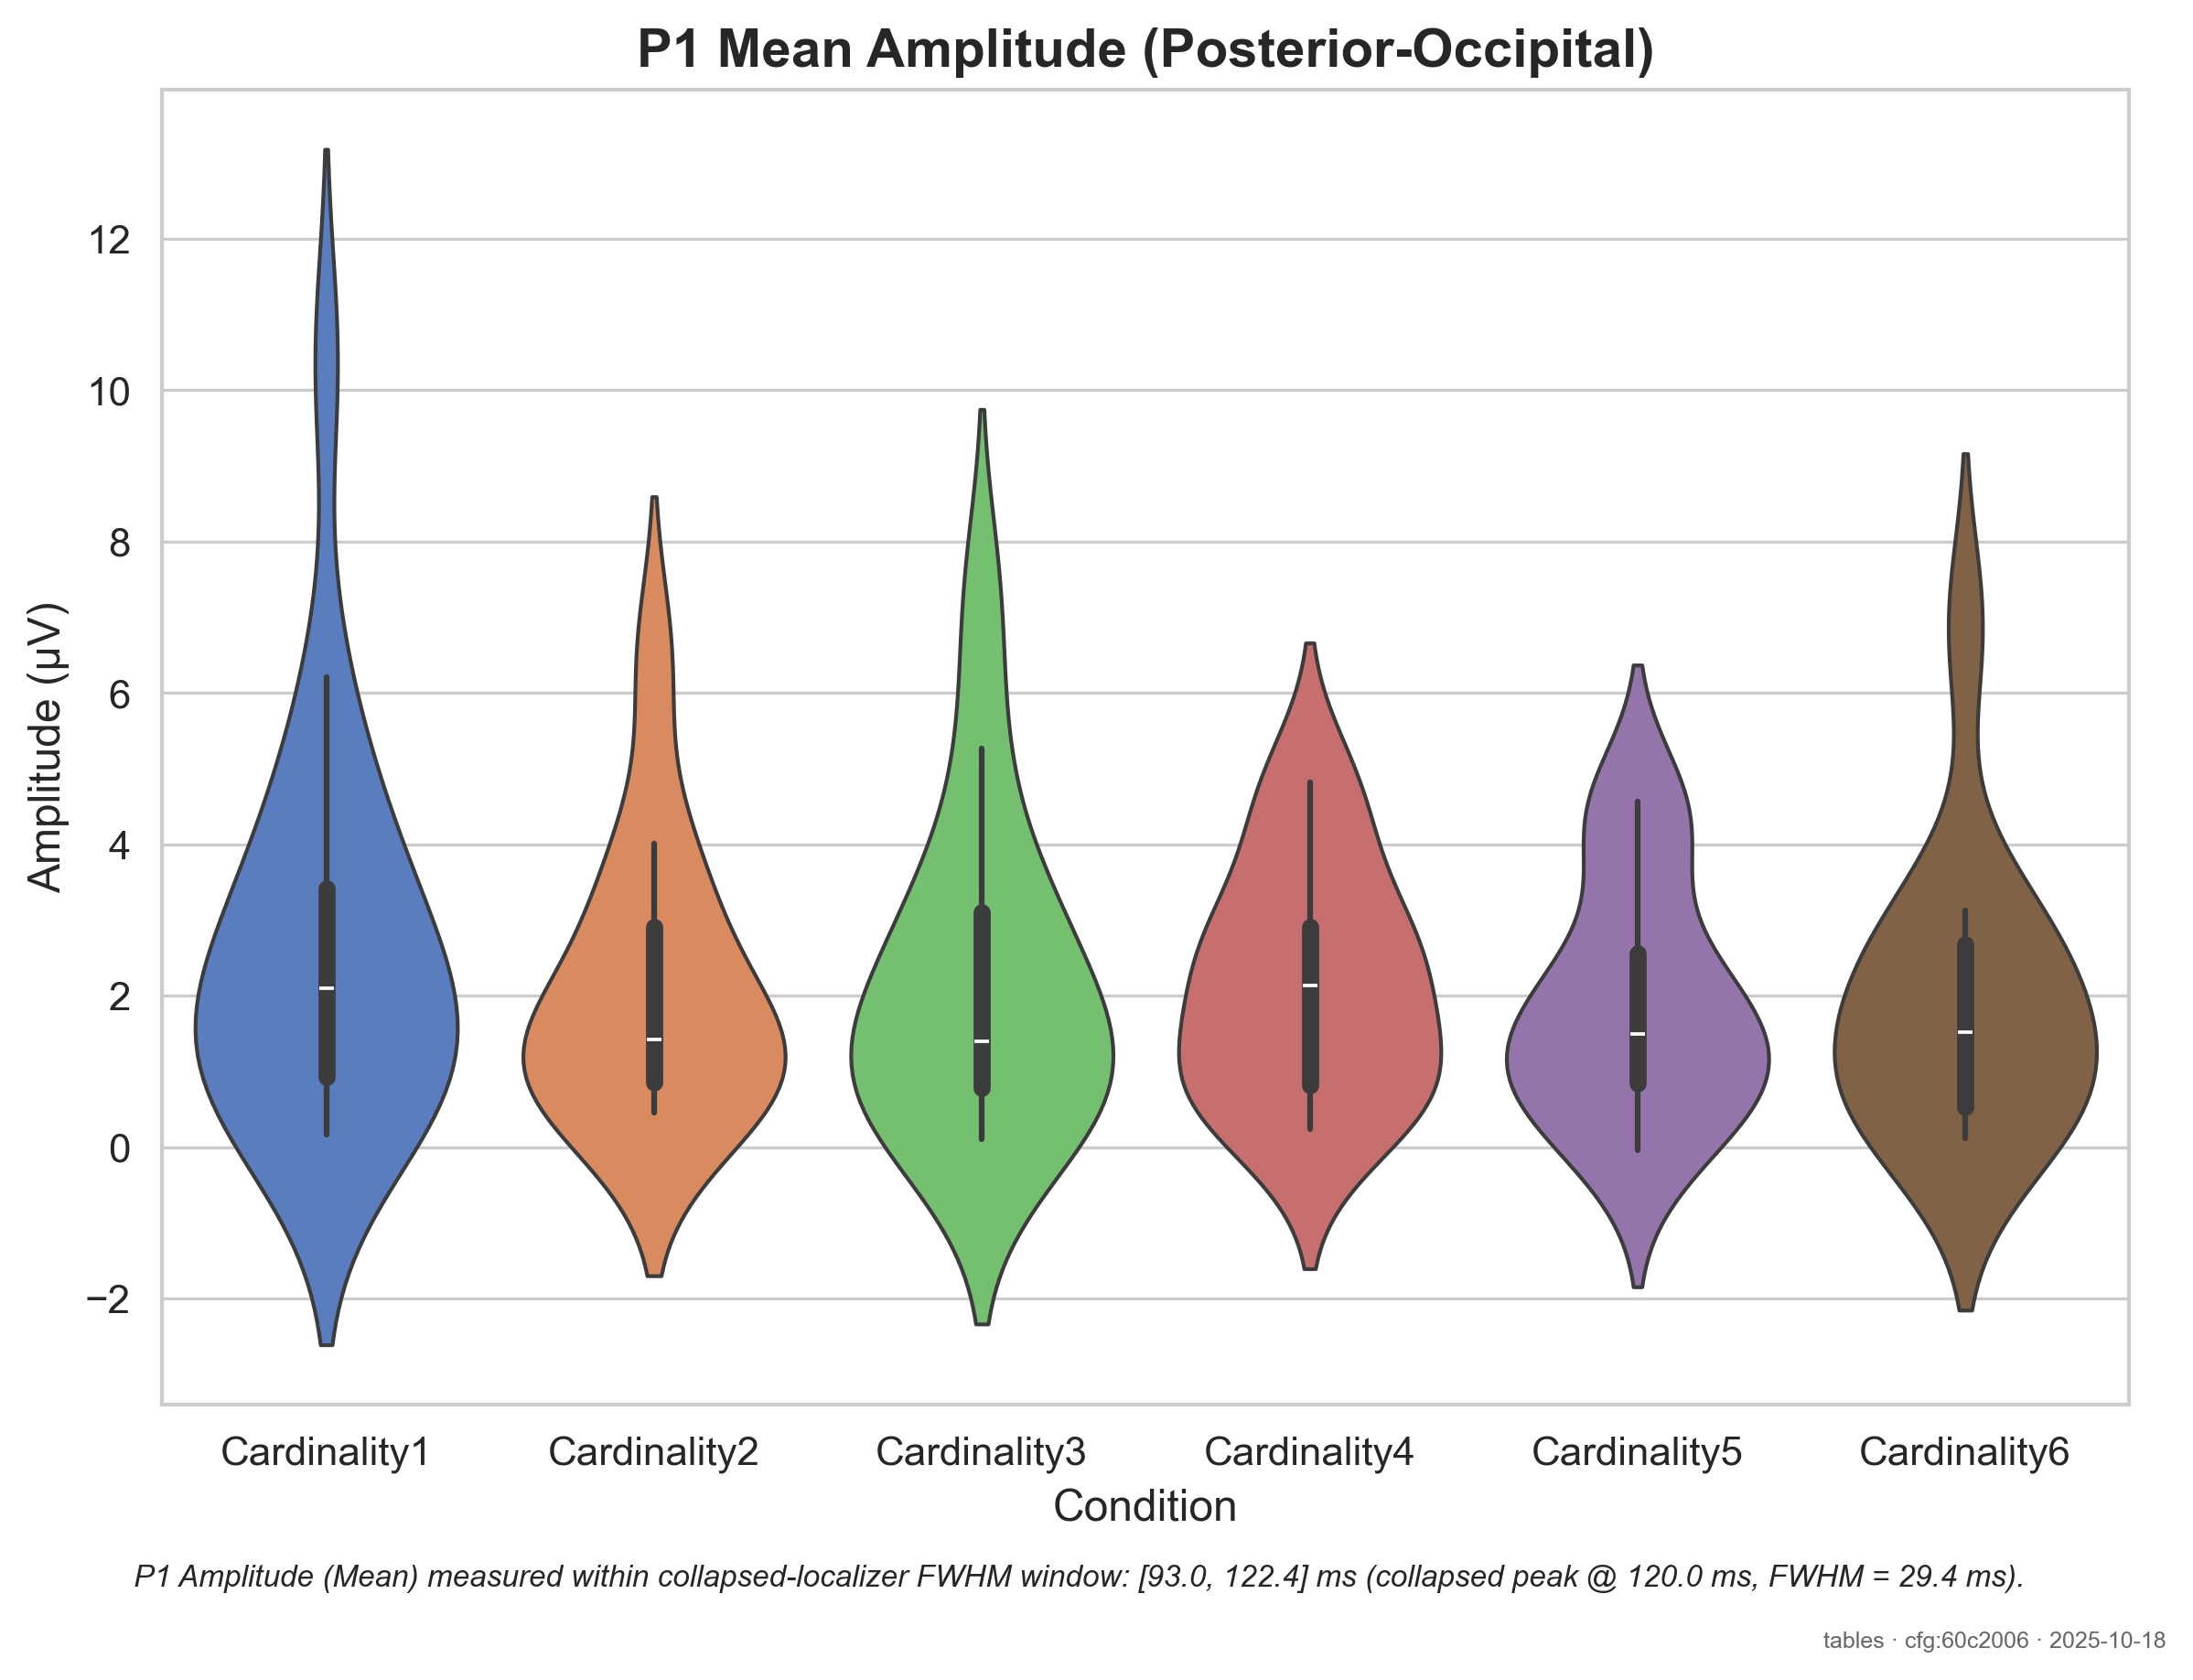 P1 Mean Amplitude (Posterior-Occipital)
Amplitude (µV)
12
10
8
6
4
2
0
−2
Cardinality1 Cardinality2 Cardinality3 Cardinality4 Cardinality5 Cardinality6
Condition
P1 Amplitude (Mean) measured within collapsed-localizer FWHM window: [93.0, 122.4] ms (collapsed peak @ 120.0 ms, FWHM = 29.4 ms).
tables · cfg:60c2006 · 2025-10-18